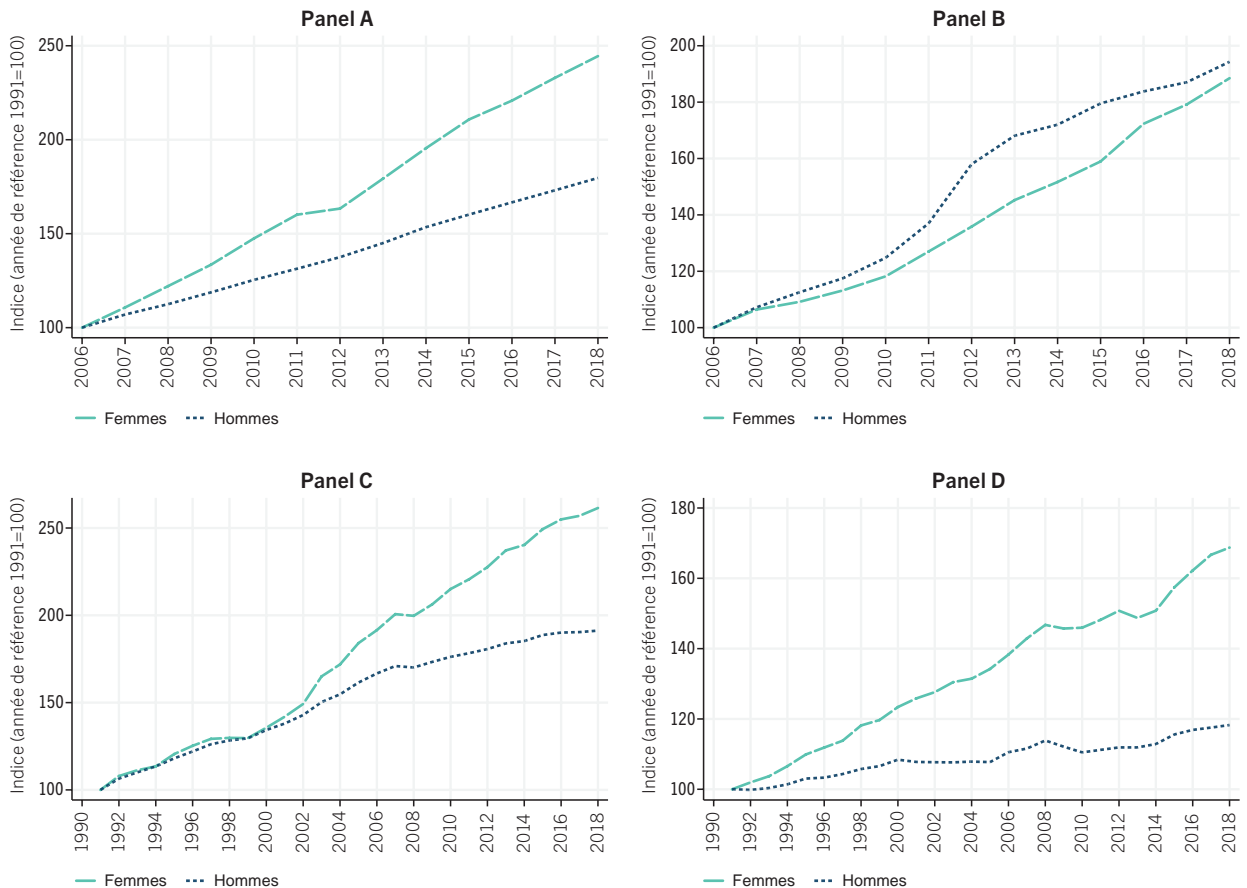 Panel A
Indice (année de référence 1991=100)
250
200
150
100
2006 2007 2008 2009 2010 2011 2012 2013 2014 2015 2016 2017 2018
Femmes Hommes
Panel B
Indice (année de référence 1991=100)
200
180
160
140
120
100
2006 2007 2008 2009 2010 2011 2012 2013 2014 2015 2016 2017 2018
Femmes Hommes
Panel C
Indice (année de référence 1991=100)
250
200
150
100
1990 1992 1994 1996 1998 2000 2002 2004 2006 2008 2010 2012 2014 2016 2018
Femmes Hommes
Panel D
Indice (année de référence 1991=100)
180
160
140
120
100
1990 1992 1994 1996 1998 2000 2002 2004 2006 2008 2010 2012 2014 2016 2018
Femmes Hommes